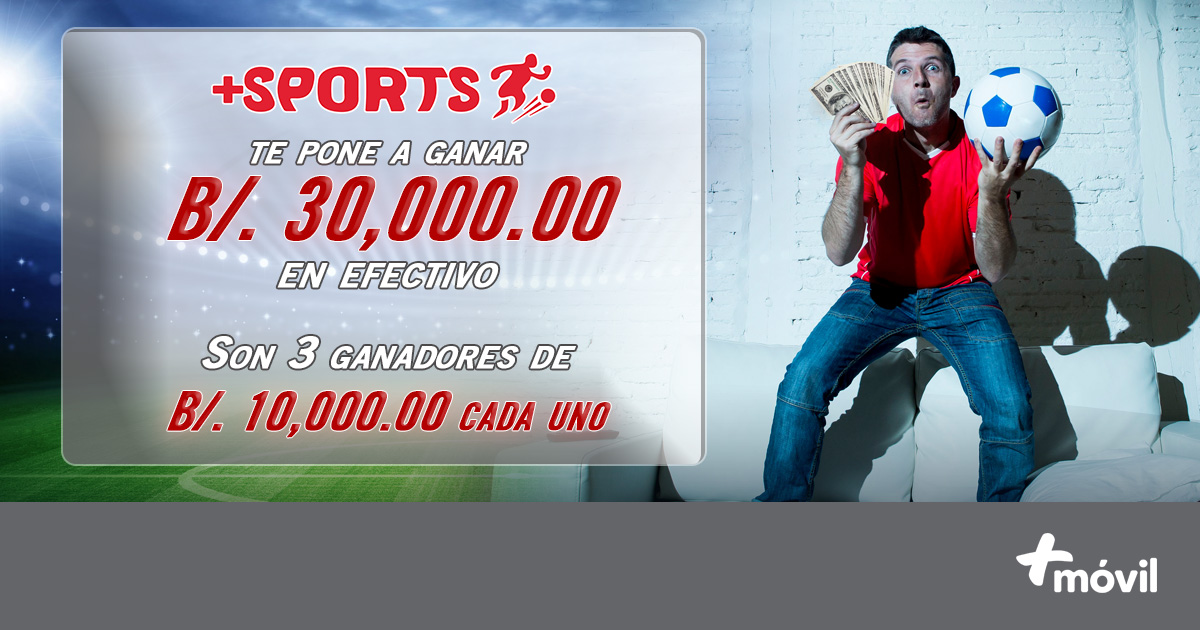 +SPORTS
TE PONE A GANAR
B/. 30,000.00
EN EFECTIVO
SON 3 GANADORES DE
B/. 10,000.00 CADA UNO
+móvil